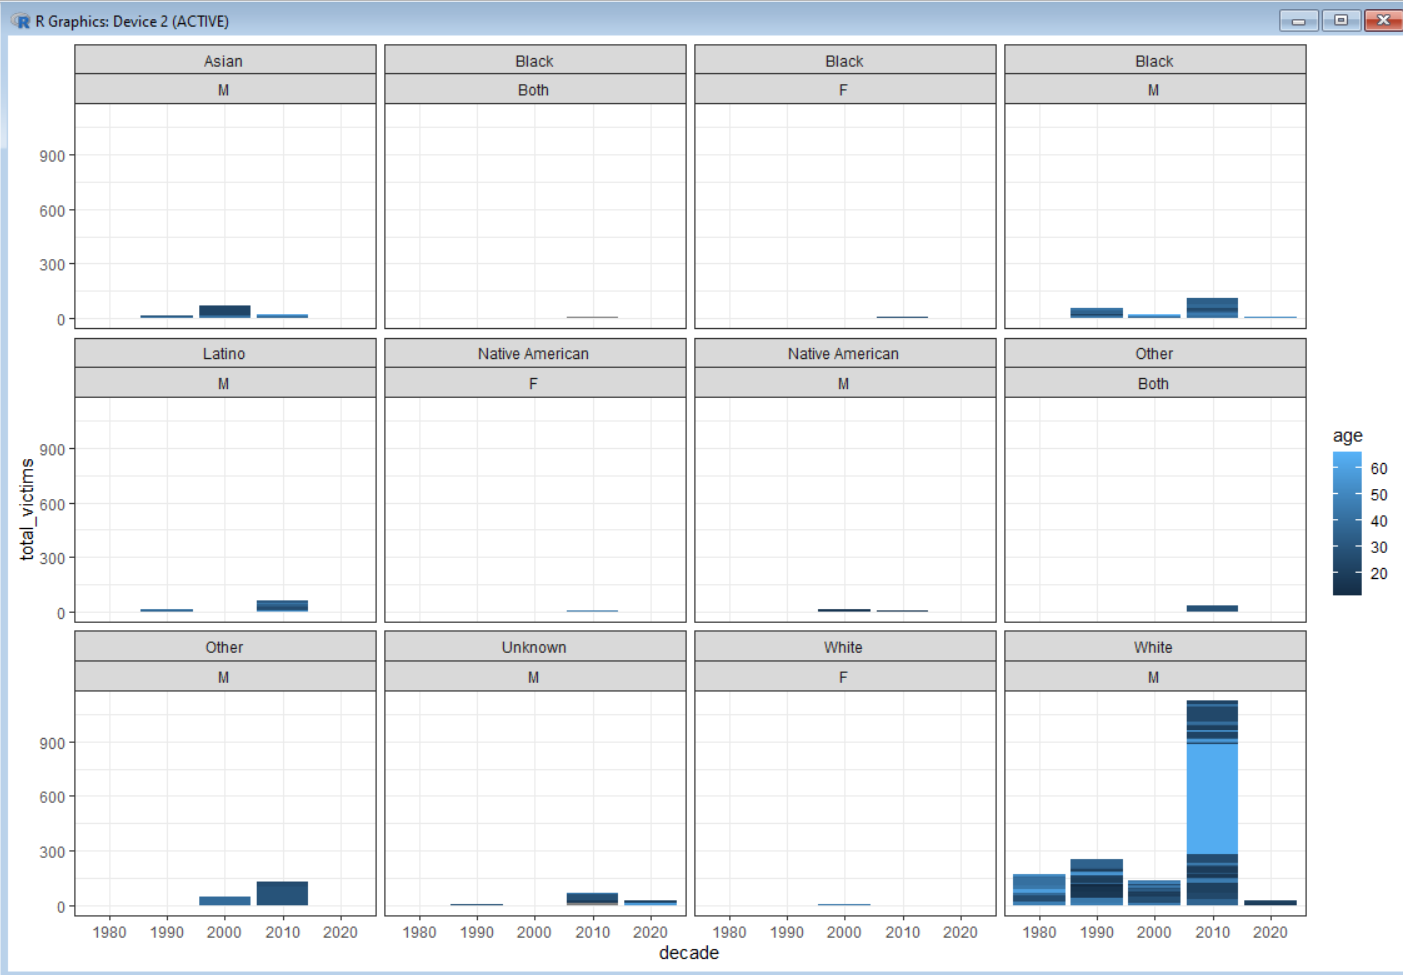 R Graphics: Device 2 (ACTIVE)
Asian Black Black Black
M Both F M
900
600
300
0
Latino Native American Native American Other
M F M Both
900
600
300
0
Other Unknown White White
M M F M
900
600
300
0
1980 1990 2000 2010 2020 1980 1990 2000 2010 2020 1980 1990 2000 2010 2020 1980 1990 2000 2010 2020
decade
total_victims
age
60
50
40
30
20